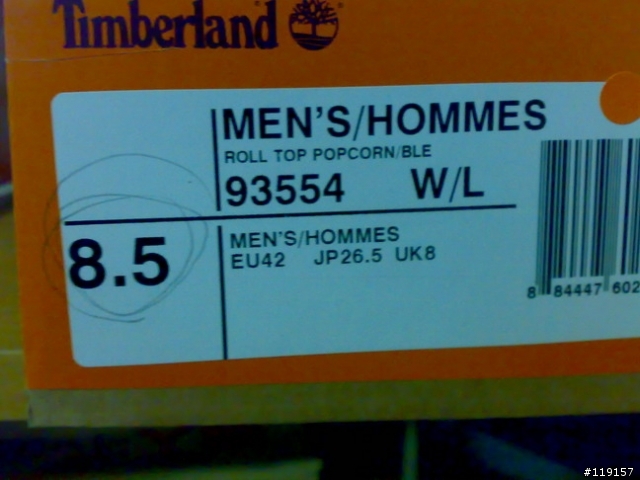 Timberland
MEN'S/HOMMES
ROLL TOP POPCORN/BLE
93554 W/L
8.5
MEN'S/HOMMES
EU42 JP26.5 UK8
8 84447 602
#119157